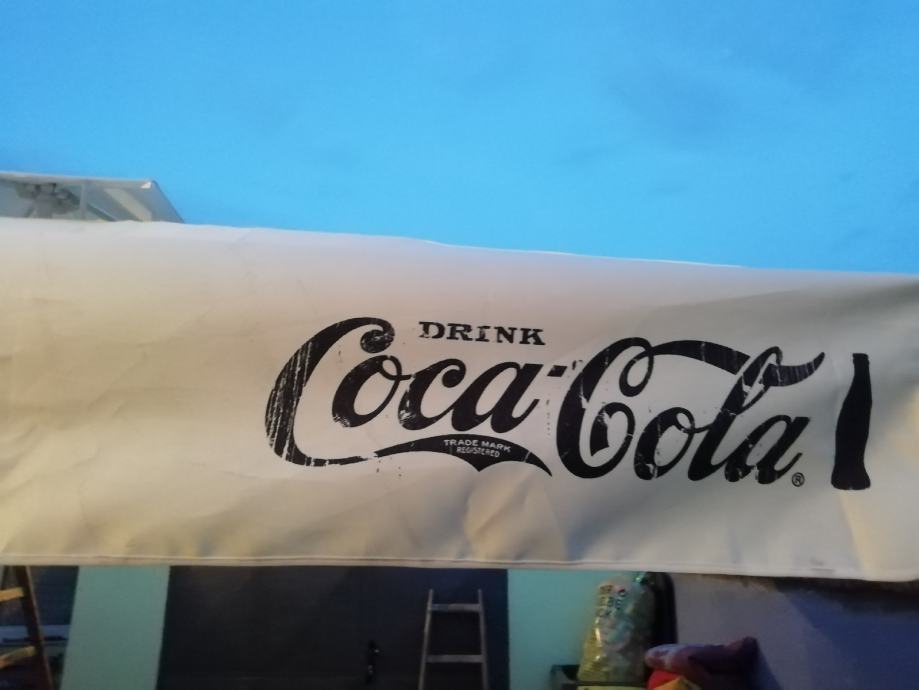 DRINK
Coca-Cola
TRADE MARK
REGISTERED
®